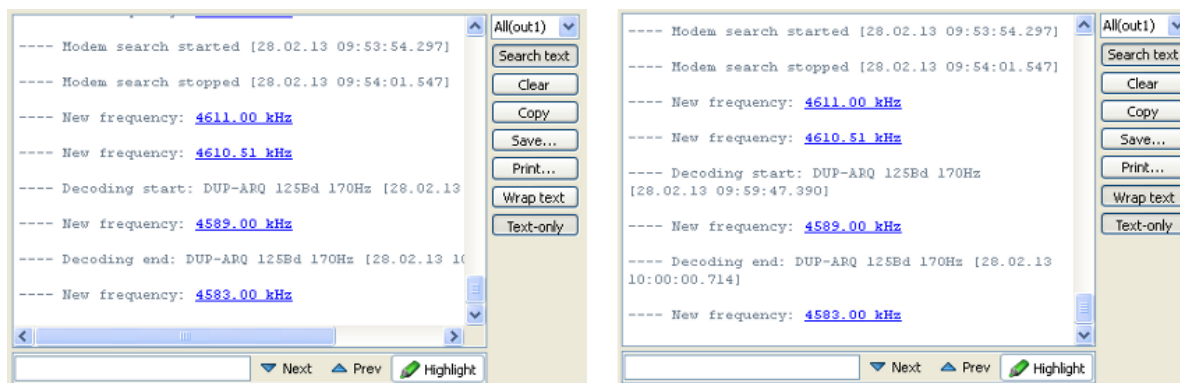 ---- Modem search started [28.02.13 09:53:54.297]
---- Modem search stopped [28.02.13 09:54:01.547]
---- New frequency: 4611.00 kHz
---- New frequency: 4610.51 kHz
---- Decoding start: DUP-ARQ 125Bd 170Hz [28.02.13
---- New frequency: 4589.00 kHz
---- Decoding end: DUP-ARQ 125Bd 170Hz [28.02.13 10
---- New frequency: 4583.00 kHz
All(out1)
Search text
Clear
Copy
Save...
Print...
Wrap text
Text-only
Next
Prev
Highlight
---- Modem search started [28.02.13 09:53:54.297]
---- Modem search stopped [28.02.13 09:54:01.547]
---- New frequency: 4611.00 kHz
---- New frequency: 4610.51 kHz
---- Decoding start: DUP-ARQ 125Bd 170Hz
[28.02.13 09:59:47.390]
---- New frequency: 4589.00 kHz
---- Decoding end: DUP-ARQ 125Bd 170Hz [28.02.13
10:00:00.714]
---- New frequency: 4583.00 kHz
All(out1)
Search text
Clear
Copy
Save...
Print...
Wrap text
Text-only
Next
Prev
Highlight